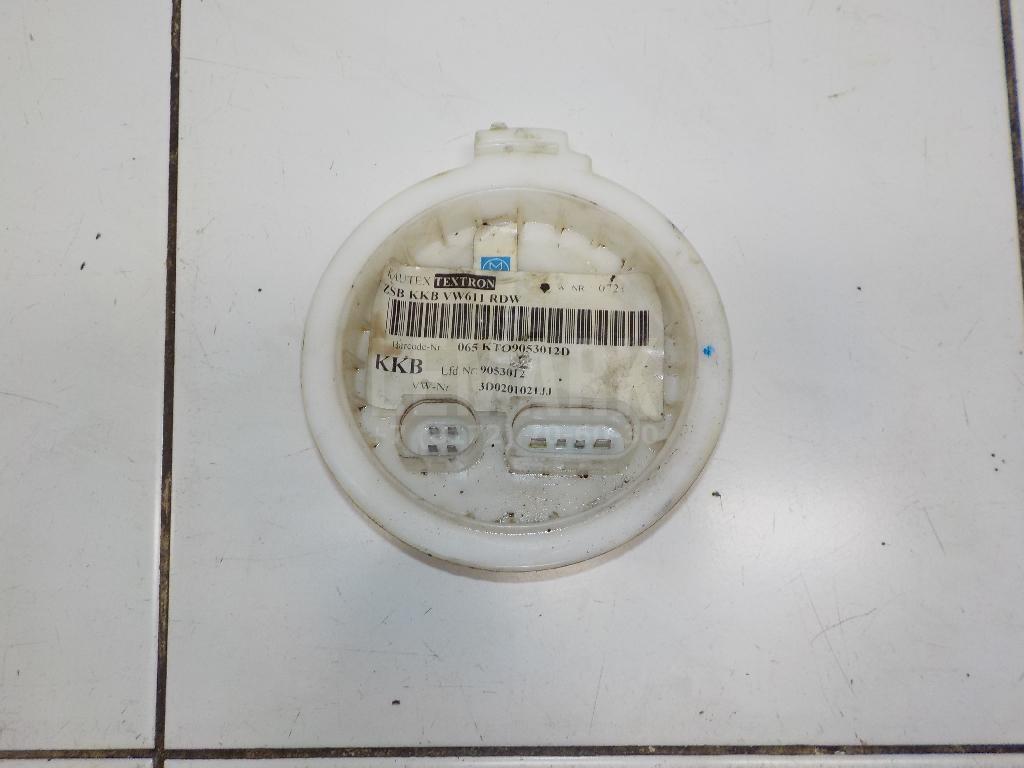 M
KAUTEX TEXTRON
ZSB KKB VW611 RDW
Barcode-Nr. 065 KTO9053012D
KKB Lfd Nr: 9053012
VW-Nr 3D0201021JJ